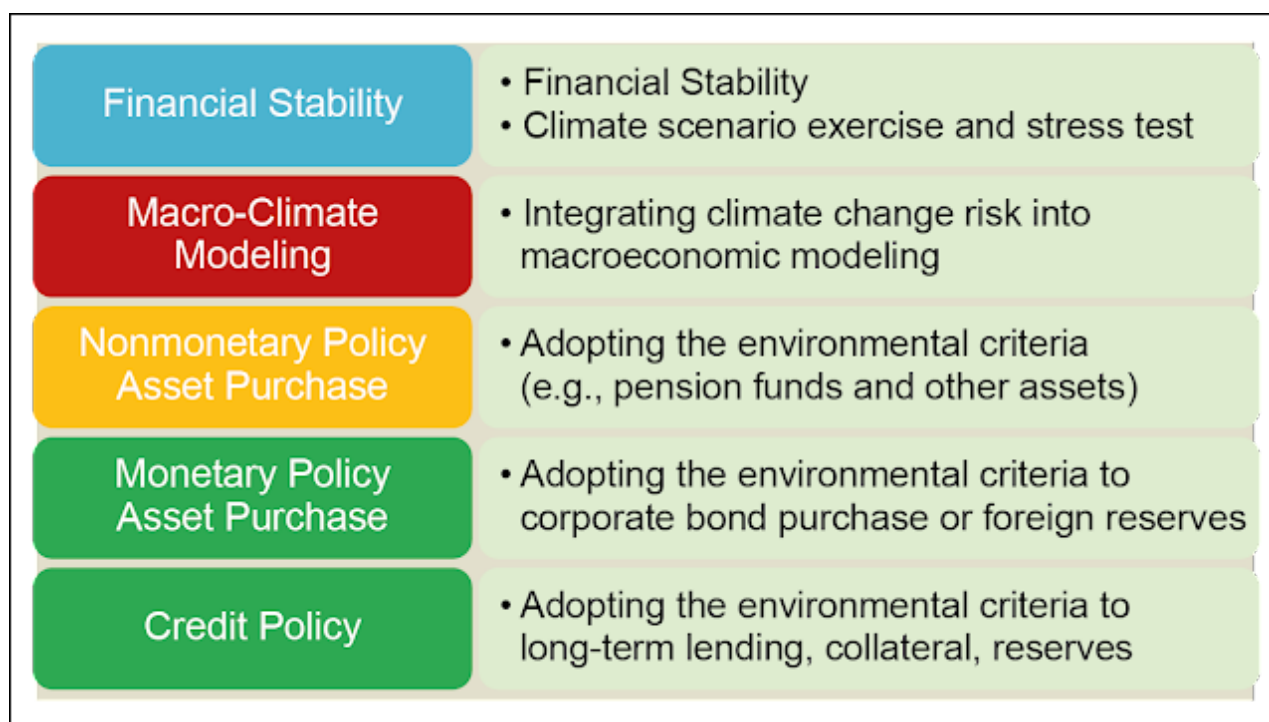 Financial Stability
• Financial Stability
• Climate scenario exercise and stress test
Macro-Climate
Modeling
• Integrating climate change risk into
macroeconomic modeling
Nonmonetary Policy
Asset Purchase
• Adopting the environmental criteria
(e.g., pension funds and other assets)
Monetary Policy
Asset Purchase
• Adopting the environmental criteria to
corporate bond purchase or foreign reserves
Credit Policy
• Adopting the environmental criteria to
long-term lending, collateral, reserves